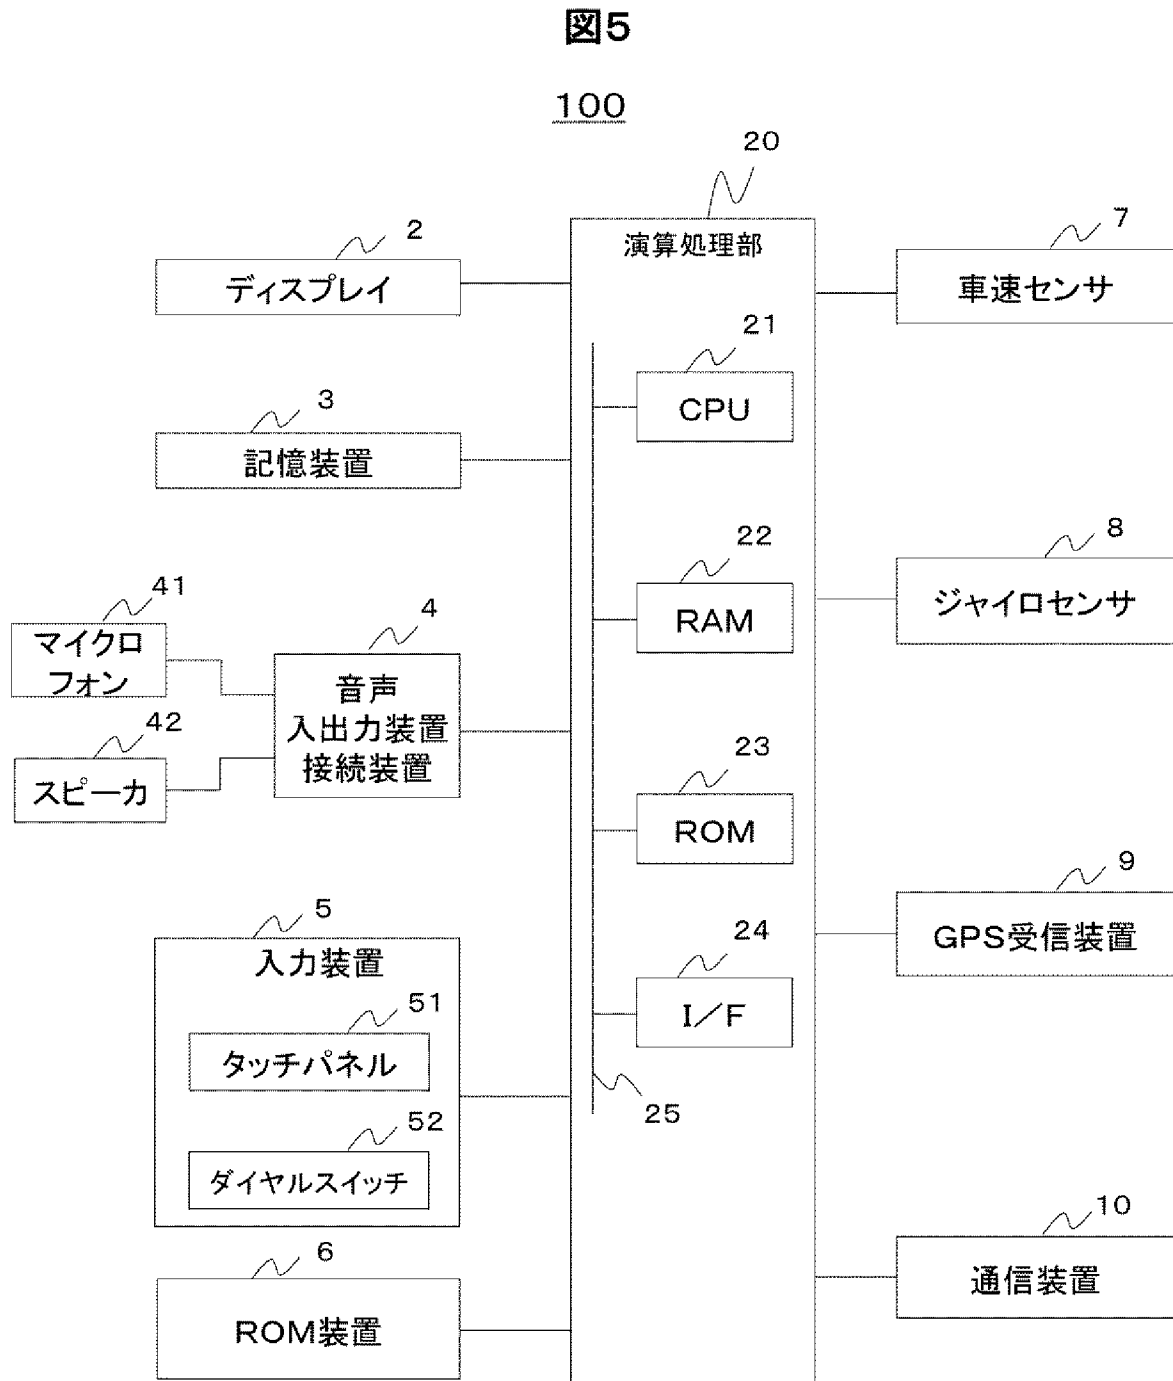 図5
100
20
演算処理部
2
ディスプレイ
7
車速センサ
21
CPU
3
記憶装置
22
RAM
8
ジャイロセンサ
41
マイクロ
フォン
4
音声
入出力装置
接続装置
42
スピーカ
23
ROM
9
GPS受信装置
5
入力装置
24
I/F
51
タッチパネル
25
52
ダイヤルスイッチ
10
通信装置
6
ROM装置